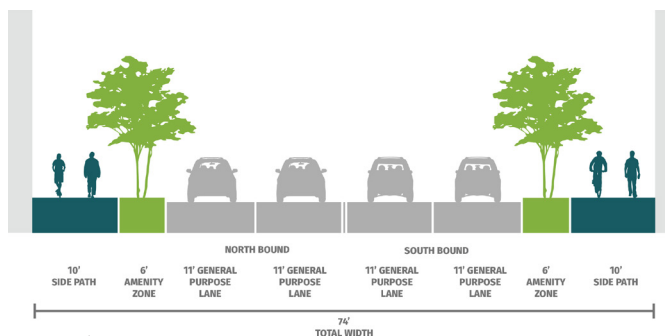 NORTH BOUND
SOUTH BOUND
10'
SIDE PATH
6'
AMENITY
ZONE
11' GENERAL
PURPOSE
LANE
11' GENERAL
PURPOSE
LANE
11' GENERAL
PURPOSE
LANE
11' GENERAL
PURPOSE
LANE
6'
AMENITY
ZONE
10'
SIDE PATH
74'
TOTAL WIDTH